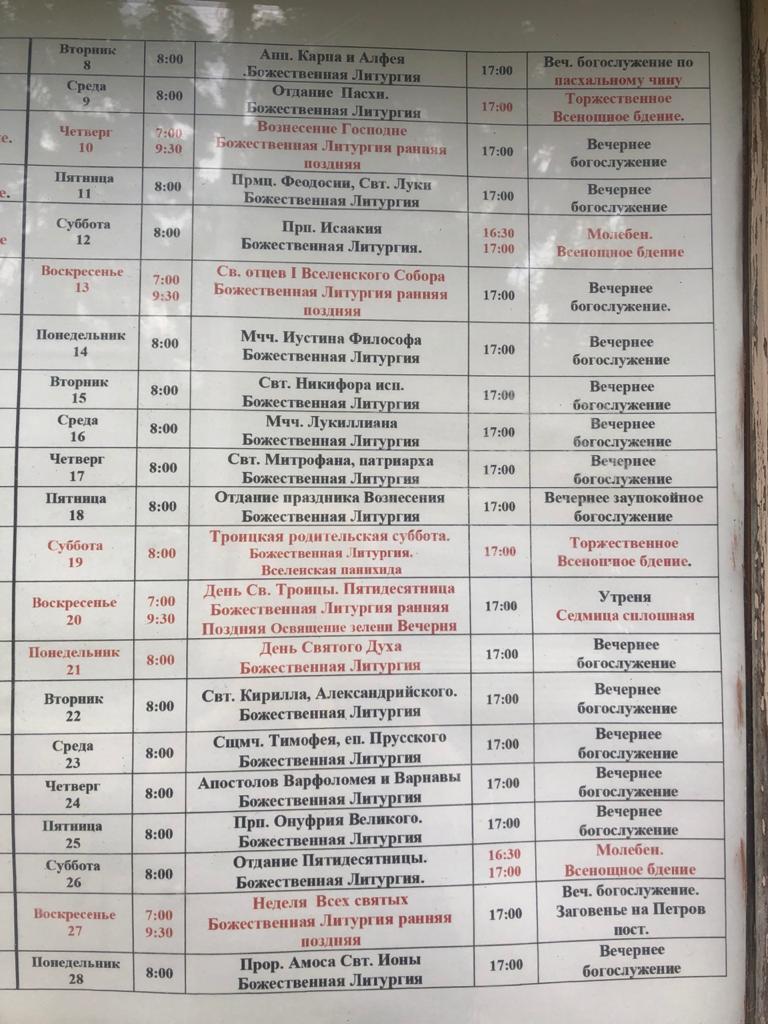 Вторник 8:00 Апп. Карпа и Алфея 17:00 Веч. богослужение по
8 .Божественная Литургия пасхальному чину
Среда 8:00 Отдание Пасхи. 17:00 Торжественное
9 Божественная Литургия Всенощное бдение.
е. Четверг 7:00 Вознесение Господне 17:00 Вечернее
10 9:30 Божественная Литургия ранняя богослужение
поздняя
е. Пятница 8:00 Прмц. Феодосии, Свт. Луки 17:00 Вечернее
11 Божественная Литургия богослужение
е Суббота 8:00 Прп. Исаакия 16:30 Молебен.
12 Божественная Литургия. 17:00 Всенощное бдение
Воскресенье 7:00 Св. отцев I Вселенского Собора 17:00 Вечернее
13 9:30 Божественная Литургия ранняя богослужение.
поздняя
Понедельник 8:00 Мчч. Иустина Философа 17:00 Вечернее
14 Божественная Литургия богослужение
Вторник 8:00 Свт. Никифора исп. 17:00 Вечернее
15 Божественная Литургия богослужение
Среда 8:00 Мчч. Лукиллиана 17:00 Вечернее
16 Божественная Литургия богослужение
Четверг 8:00 Свт. Митрофана, патриарха 17:00 Вечернее
17 Божественная Литургия богослужение
Пятница 8:00 Отдание праздника Вознесения 17:00 Вечернее заупокойное
18 Божественная Литургия богослужение
Суббота 8:00 Троицкая родительская суббота. 17:00 Торжественное
19 Божественная Литургия. Всенощное бдение.
Вселенская панихида
Воскресенье 7:00 День Св. Троицы. Пятидесятница 17:00 Утреня
20 9:30 Божественная Литургия ранняя Седмица сплошная
Поздняя Освящение зелени Вечерня
Понедельник 8:00 День Святого Духа 17:00 Вечернее
21 Божественная Литургия богослужение
Вторник 8:00 Свт. Кирилла, Александрийского. 17:00 Вечернее
22 Божественная Литургия богослужение
Среда 8:00 Сщмч. Тимофея, еп. Прусского 17:00 Вечернее
23 Божественная Литургия богослужение
Четверг 8:00 Апостолов Варфоломея и Варнавы 17:00 Вечернее
24 Божественная Литургия богослужение
Пятница 8:00 Прп. Онуфрия Великого. 17:00 Вечернее
25 Божественная Литургия богослужение
Суббота 8:00 Отдание Пятидесятницы. 16:30 Молебен.
26 Божественная Литургия. 17:00 Всенощное бдение
Воскресенье 7:00 Неделя Всех святых 17:00 Веч. богослужение.
27 9:30 Божественная Литургия ранняя Заговенье на Петров
поздняя пост.
Понедельник 8:00 Прор. Амоса Свт. Ионы 17:00 Вечернее
28 Божественная Литургия богослужение